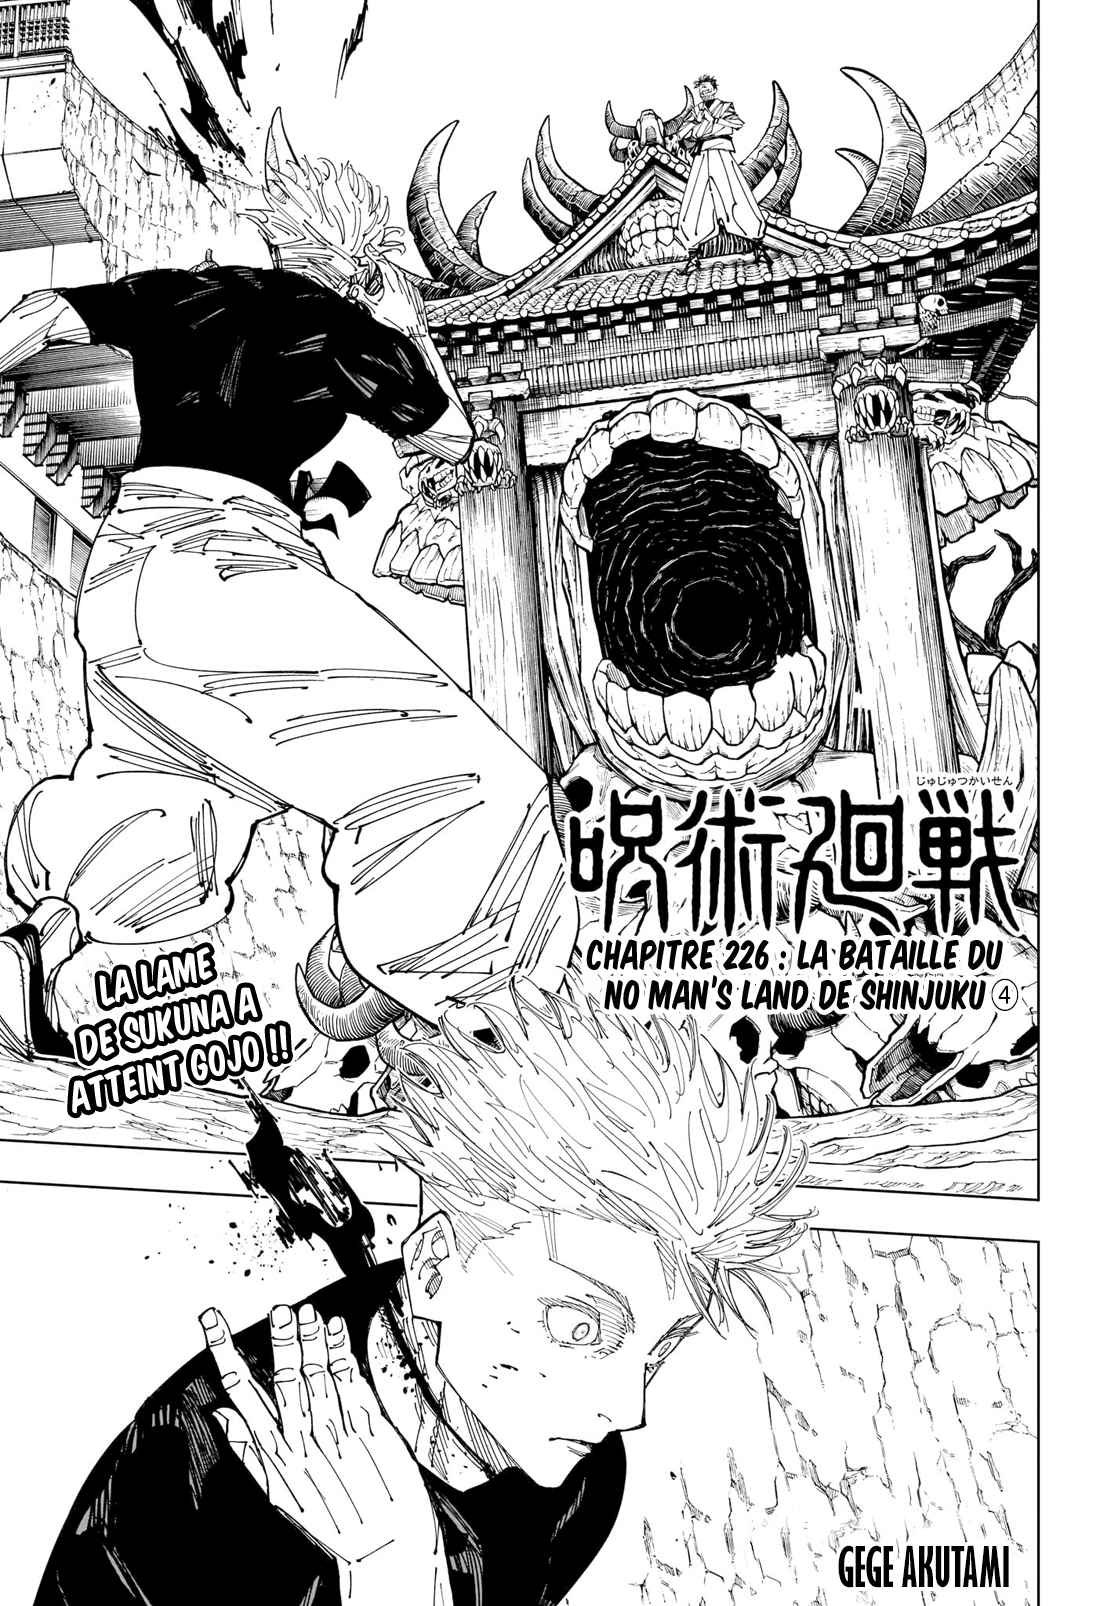 じゅじゅつかいせん
呪術廻戦
CHAPITRE 226 : LA BATAILLE DU
NO MAN'S LAND DE SHINJUKU ④
LA LAME
DE SUKUNA A
ATTEINT GOJO !!
GEGE AKUTAMI